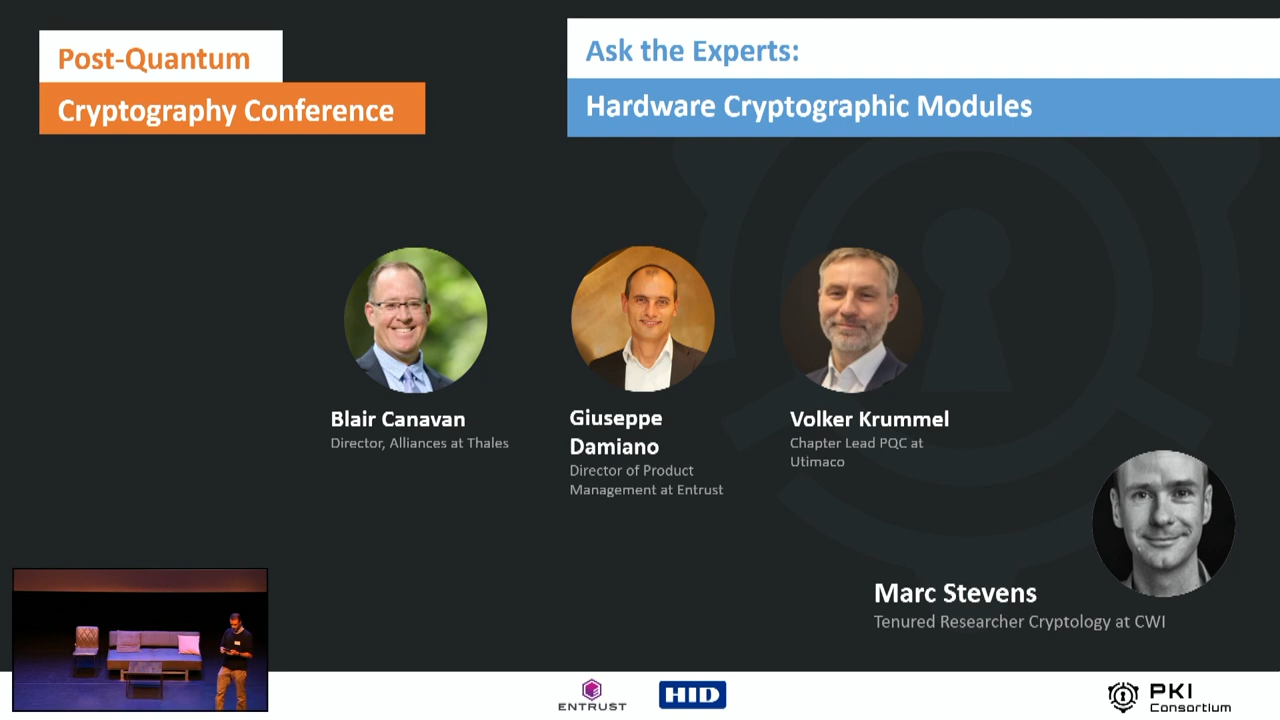 Post-Quantum
Cryptography Conference
Ask the Experts:
Hardware Cryptographic Modules
Blair Canavan
Director, Alliances at Thales
Giuseppe
Damiano
Director of Product
Management at Entrust
Volker Krummel
Chapter Lead PQC at
Utimaco
Marc Stevens
Tenured Researcher Cryptology at CWI
ENTRUST
HID
PKI
Consortium